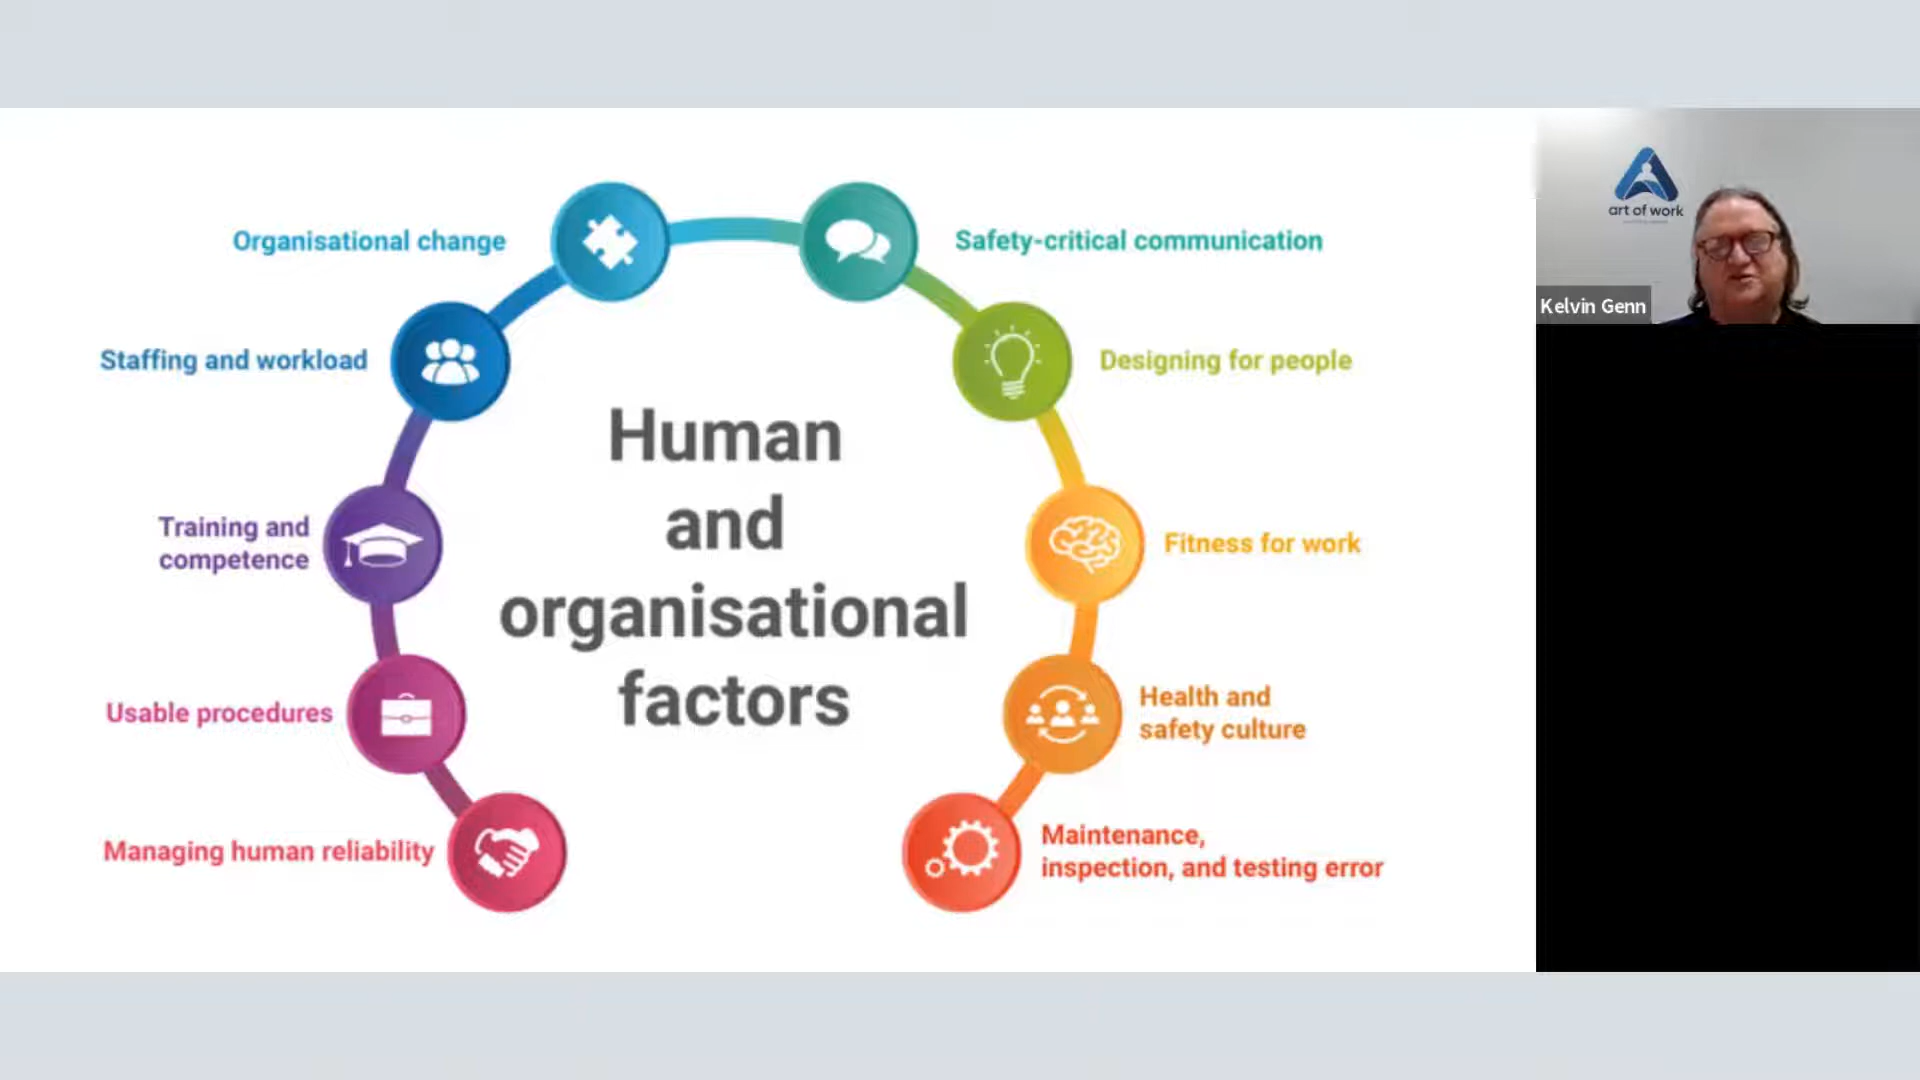 Organisational change
Safety-critical communication
Staffing and workload
Designing for people
Human
and
organisational
factors
Training and
competence
Fitness for work
Usable procedures
Health and
safety culture
Managing human reliability
Maintenance,
inspection, and testing error
art of work
Kelvin Genn